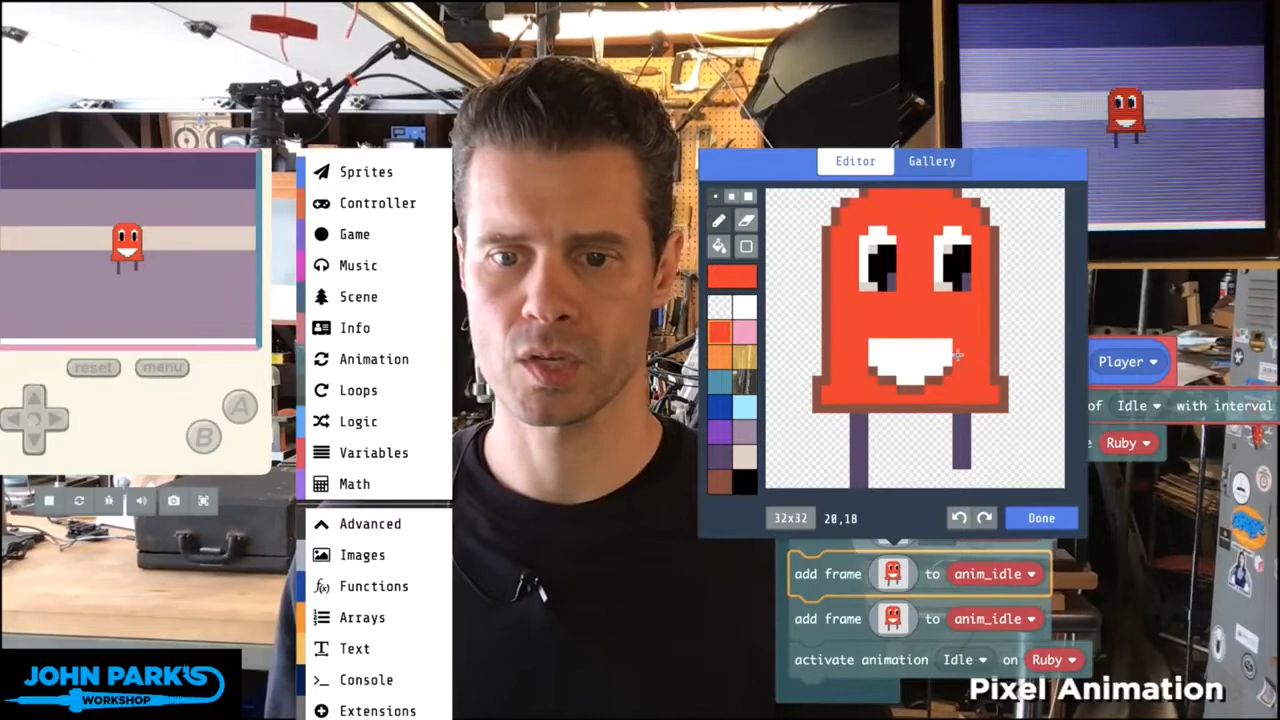 Sprites
Controller
Game
Music
Scene
Info
Animation
Loops
Logic
Variables
Math
Advanced
Images
Functions
Arrays
Text
Console
Extensions
reset
menu
A
B
Editor
Gallery
32x32
20,18
Done
Player
of Idle with interval
Ruby
add frame to anim_idle
add frame to anim_idle
activate animation Idle on Ruby
JOHN PARK'S
WORKSHOP
Pixel Animation